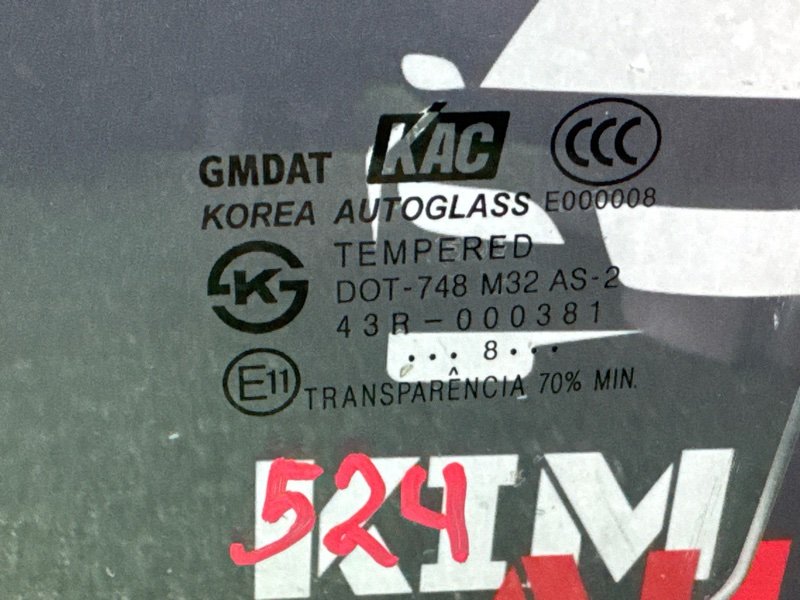 GMDAT KAC CCC
KOREA AUTOGLASS E000008
TEMPERED
K DOT-748 M32 AS-2
43R-000381
... 8 ...
E11 TRANSPARÊNCIA 70% MIN.
524
KIM